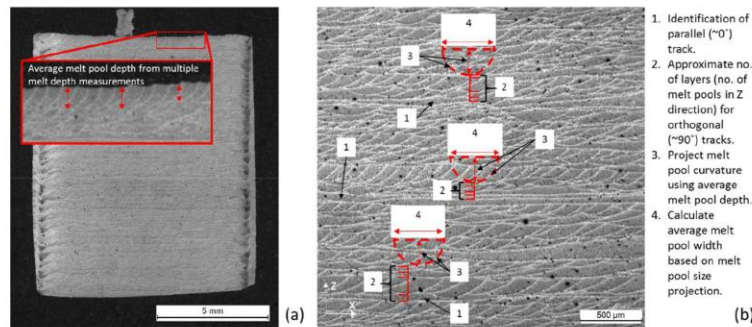 Average melt pool depth from multiple
melt depth measurements
5 mm
(a)
4
3
2
1
4
3
1
2
4
2
3
1
Z
X
500 µm
(b)
1. Identification of
parallel (~0°)
track.
2. Approximate no.
of layers (no. of
melt pools in Z
direction) for
orthogonal
(~90°) tracks.
3. Project melt
pool curvature
using average
melt pool depth.
4. Calculate
average melt
pool width
based on melt
pool size
projection.